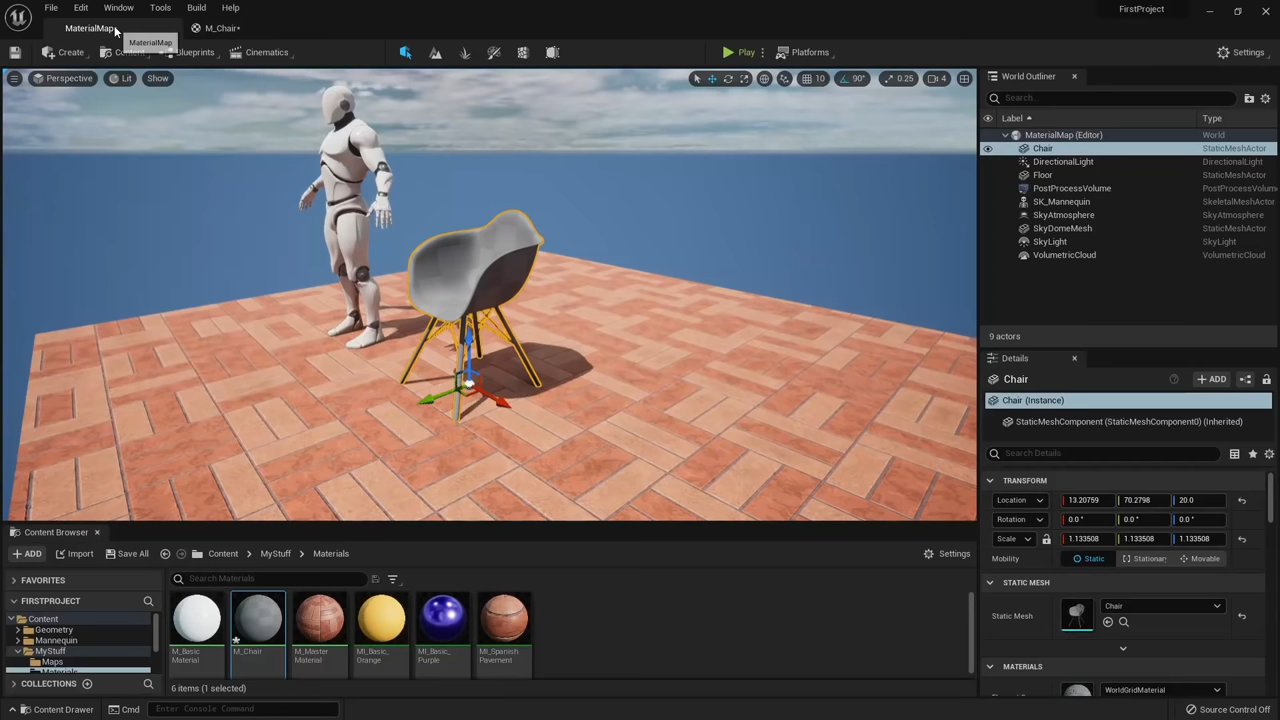 File Edit Window Tools Build Help
FirstProject
MaterialMap
M_Chair*
MaterialMap
Create
Content
Blueprints
Cinematics
Play
Platforms
Settings
Perspective
Lit
Show
10
90°
0.25
4
World Outliner
Search...
Label
Type
MaterialMap (Editor) World
Chair StaticMeshActor
DirectionalLight DirectionalLight
Floor StaticMeshActor
PostProcessVolume PostProcessVolum
SK_Mannequin SkeletalMeshActor
SkyAtmosphere SkyAtmosphere
SkyDomeMesh StaticMeshActor
SkyLight SkyLight
VolumetricCloud VolumetricCloud
9 actors
Details
Chair
ADD
Chair (Instance)
StaticMeshComponent (StaticMeshComponent0) (Inherited)
Search Details
TRANSFORM
Location 13.20759 70.2798 20.0
Rotation 0.0 ° 0.0 ° 0.0 °
Scale 1.133508 1.133508 1.133508
Mobility Static Stationary Movable
STATIC MESH
Static Mesh
Chair
MATERIALS
WorldGridMaterial
Content Browser
ADD
Import
Save All
Content
MyStuff
Materials
Settings
FAVORITES
FIRSTPROJECT
Content
Geometry
Mannequin
MyStuff
Maps
Materials
COLLECTIONS
Search Materials
M_Basic
Material
M_Chair
M_Master
Material
MI_Basic_
Orange
MI_Basic_
Purple
MI_Spanish
Pavement
6 items (1 selected)
Content Drawer
Cmd
Enter Console Command
Source Control Off